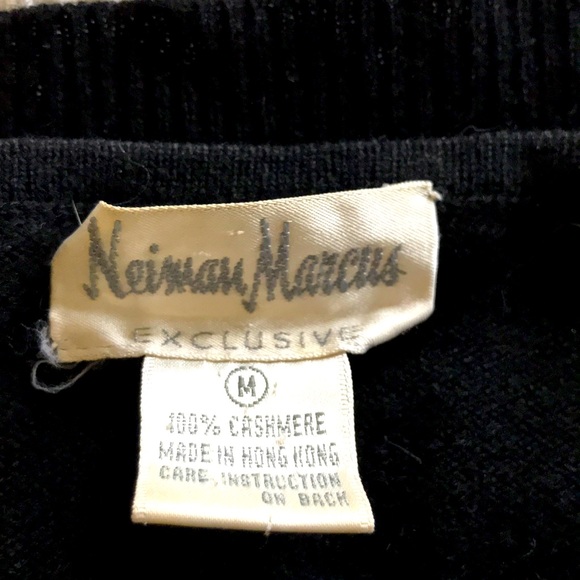 Neiman Marcus
EXCLUSIVE
M
100% CASHMERE
MADE IN HONG KONG
CARE INSTRUCTION
ON BACK